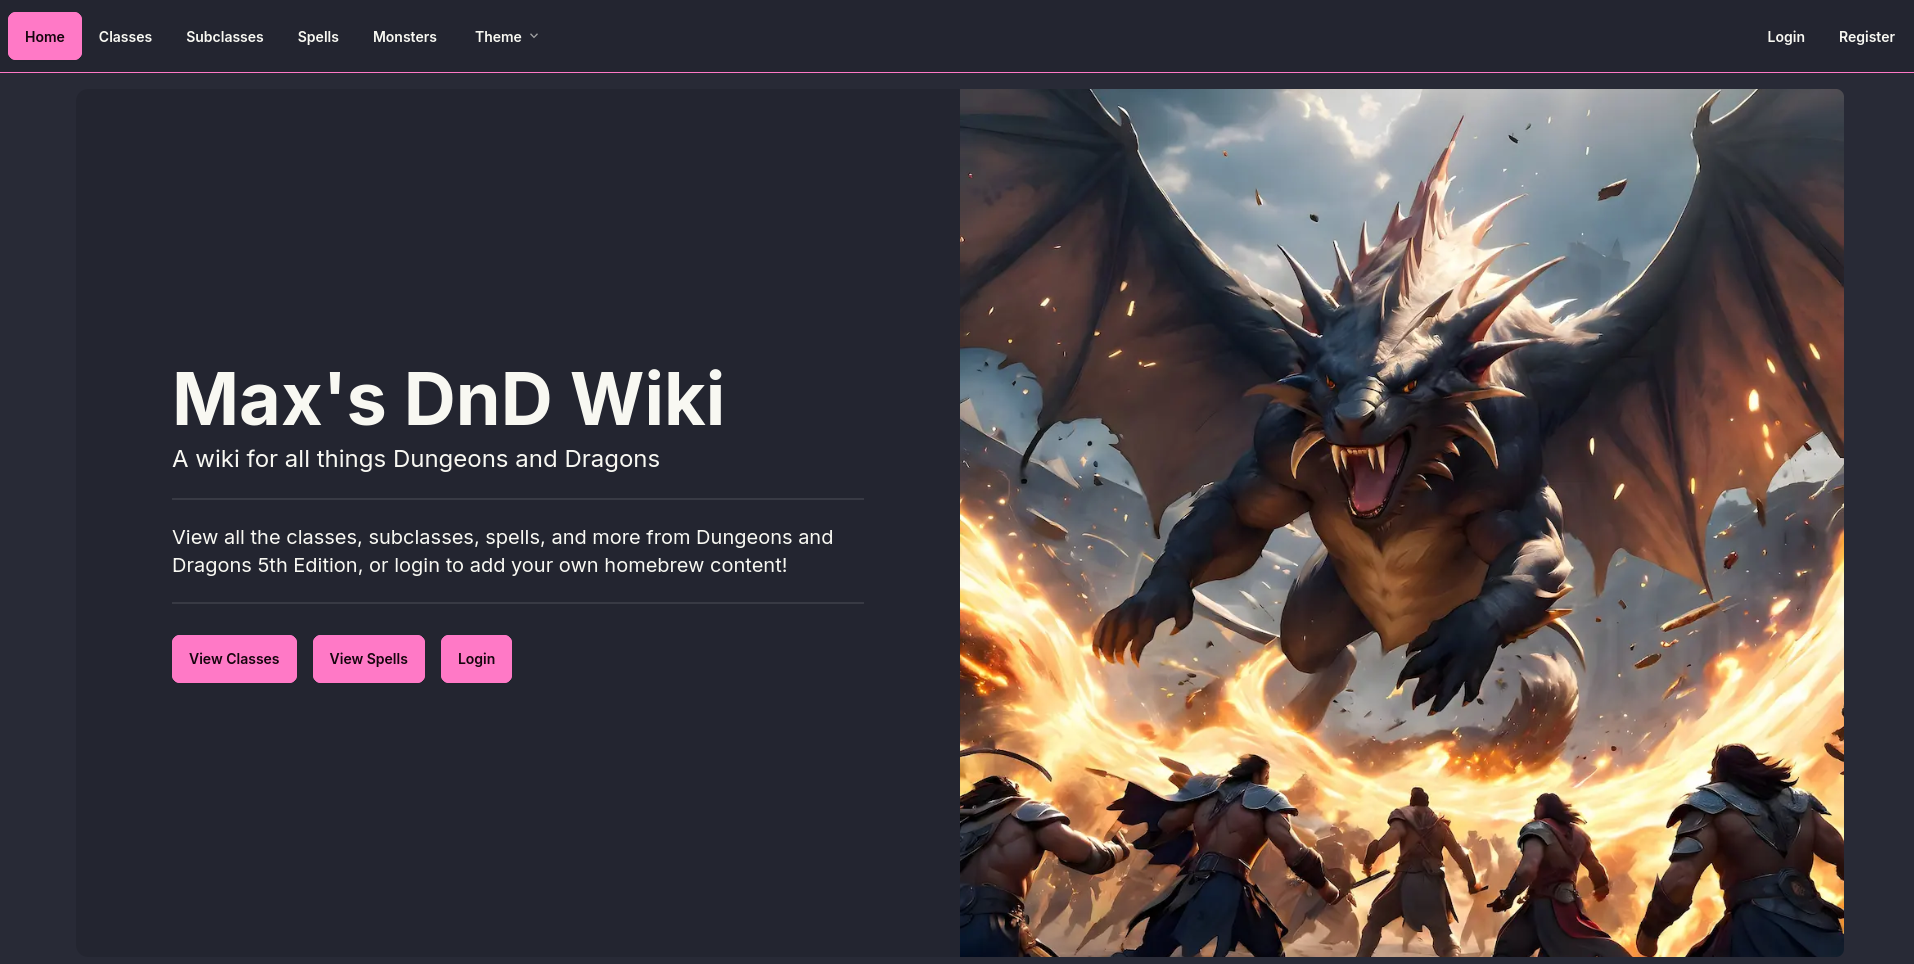 Home Classes Subclasses Spells Monsters Theme Login Register
Max's DnD Wiki
A wiki for all things Dungeons and Dragons
View all the classes, subclasses, spells, and more from Dungeons and
Dragons 5th Edition, or login to add your own homebrew content!
View Classes View Spells Login